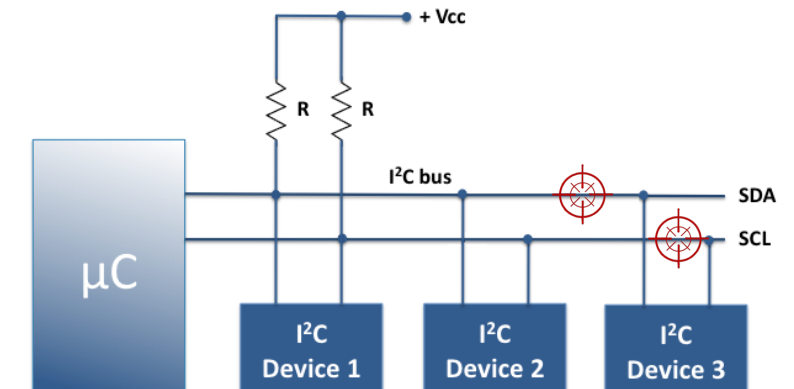 + Vcc
R
R
I²C bus
SDA
SCL
µC
I²C
Device 1
I²C
Device 2
I²C
Device 3